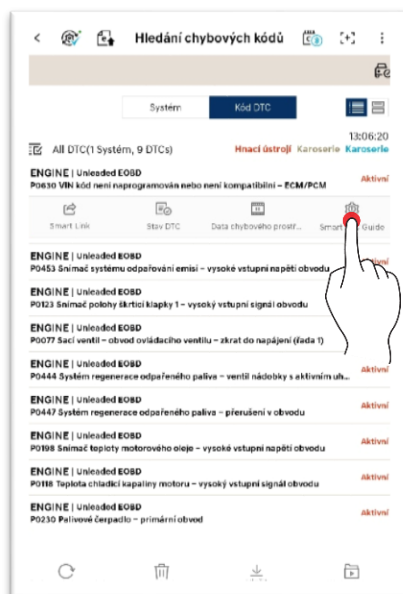 Hledání chybových kódů
Systém
Kód DTC
13:06:20
All DTC(1 Systém, 9 DTCs)
Hnací ústrojí Karoserie Karoserie
ENGINE | Unleaded EOBD
P0630 VIN kód není naprogramován nebo není kompatibilní – ECM/PCM
Aktivní
Smart Link
Stav DTC
Data chybového prostř...
Smart Guide
ENGINE | Unleaded EOBD
P0453 Snímač systému odpařování emisí – vysoké vstupní napětí obvodu
ENGINE | Unleaded EOBD
P0123 Snímač polohy škrticí klapky 1 – vysoký vstupní signál obvodu
ENGINE | Unleaded EOBD
P0077 Sací ventil – obvod ovládacího ventilu – zkrat do napájení (řada 1)
ENGINE | Unleaded EOBD
P0444 Systém regenerace odpařeného paliva – ventil nádobky s aktivním uh...
Aktivní
ENGINE | Unleaded EOBD
P0447 Systém regenerace odpařeného paliva – přerušení v obvodu
Aktivní
ENGINE | Unleaded EOBD
P0198 Snímač teploty motorového oleje – vysoké vstupní napětí obvodu
Aktivní
ENGINE | Unleaded EOBD
P0118 Teplota chladicí kapaliny motoru – vysoký vstupní signál obvodu
Aktivní
ENGINE | Unleaded EOBD
P0230 Palivové čerpadlo – primární obvod
Aktivní